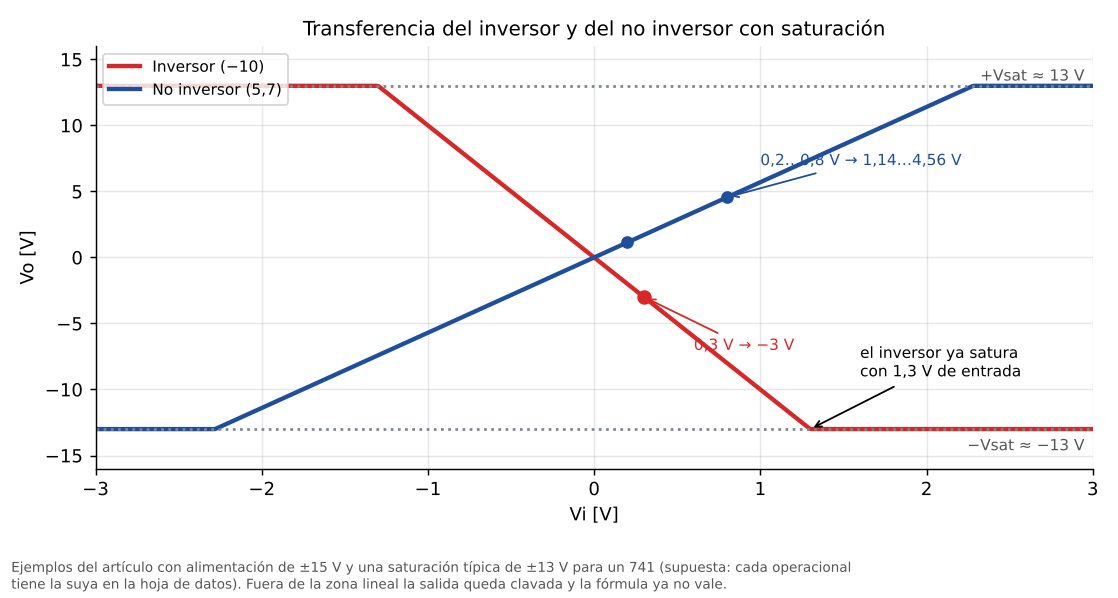 Transferencia del inversor y del no inversor con saturación
Inversor (−10)
No inversor (5,7)
+Vsat ≈ 13 V
0,2...0,8 V → 1,14...4,56 V
0,3 V → −3 V
el inversor ya satura
con 1,3 V de entrada
−Vsat ≈ −13 V
Vo [V]
15
10
5
0
−5
−10
−15
−3
−2
−1
0
1
2
3
Vi [V]
Ejemplos del artículo con alimentación de ±15 V y una saturación típica de ±13 V para un 741 (supuesta: cada operacional
tiene la suya en la hoja de datos). Fuera de la zona lineal la salida queda clavada y la fórmula ya no vale.